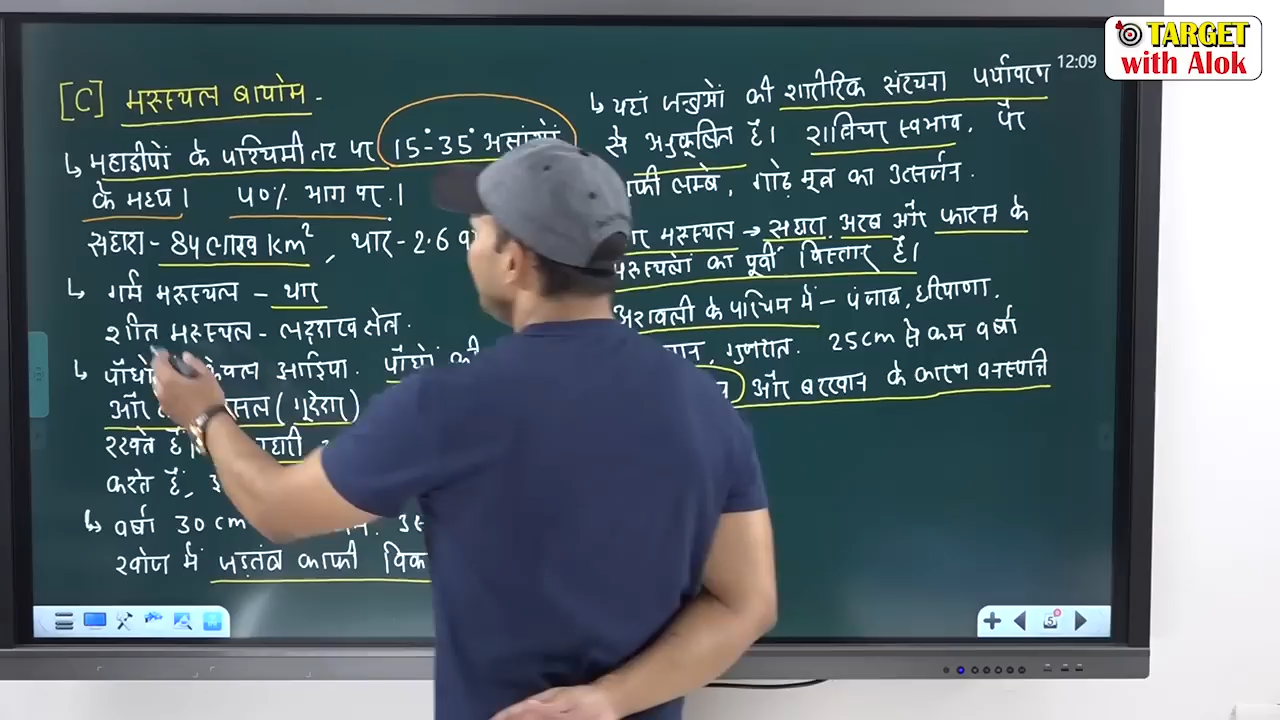 [C] मरुस्थल बायोम -
↳ महाद्वीपों के पश्चिमी तट पर 15°-35° अक्षांशों
के मध्य। 40% भाग पर।
सहारा - 84 लाख km², थार - 2.6
↳ गर्म मरुस्थल - थार
शीत मरुस्थल - लद्दाख सेल.
↳ केवल झाड़िया. पौधों की
और (गूदेदार)
रखते हैं।
करते हैं,
↳ वर्षा 30 cm
खोज में जड़तंत्र काफी
↳ यहां जन्तुओं की शारीरिक संरचना पर्यावरण
से अनुकूलित है। रात्रिचर स्वभाव, पैर
लम्बे, गाढ़े मूत्र का उत्सर्जन.
मरुस्थल → सहारा, अरब और फारस के
मरुस्थलों का पूर्वी विस्तार है।
अरावली के पश्चिम में - पंजाब, हरियाणा,
गुजरात. 25cm से कम वर्षा
और बरखान के कारण वनस्पति
12:09
TARGET
with Alok
5